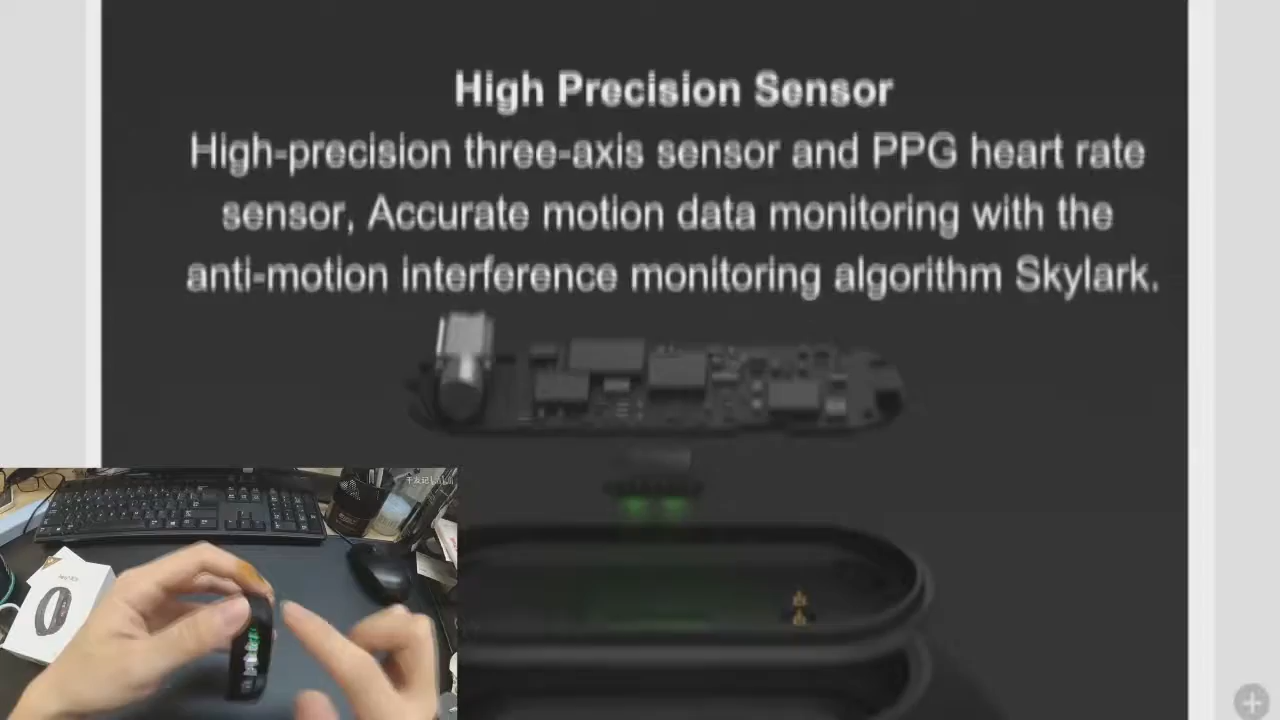 High Precision Sensor
High-precision three-axis sensor and PPG heart rate
sensor, Accurate motion data monitoring with the
anti-motion interference monitoring algorithm Skylark.